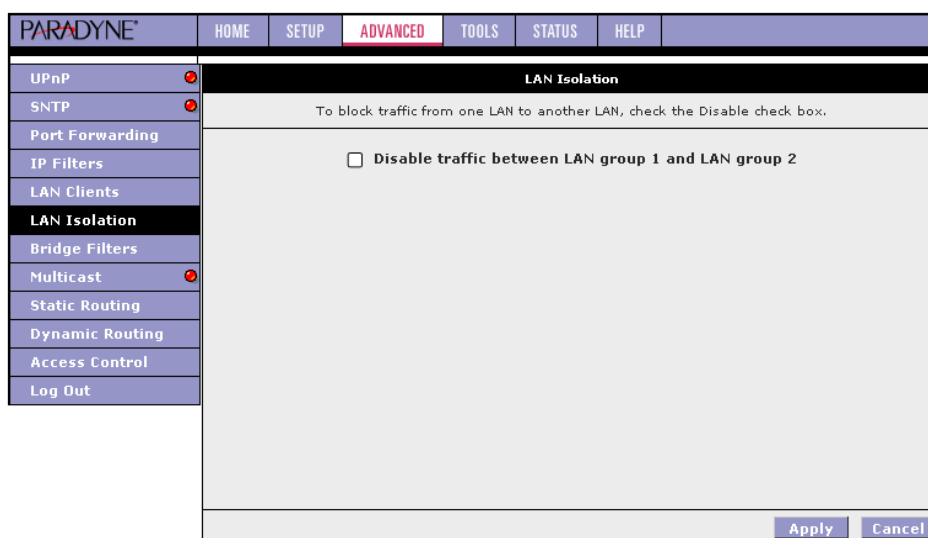 PARADYNE®
HOME SETUP ADVANCED TOOLS STATUS HELP
UPnP
SNTP
Port Forwarding
IP Filters
LAN Clients
LAN Isolation
Bridge Filters
Multicast
Static Routing
Dynamic Routing
Access Control
Log Out
LAN Isolation
To block traffic from one LAN to another LAN, check the Disable check box.
Disable traffic between LAN group 1 and LAN group 2
Apply Cancel